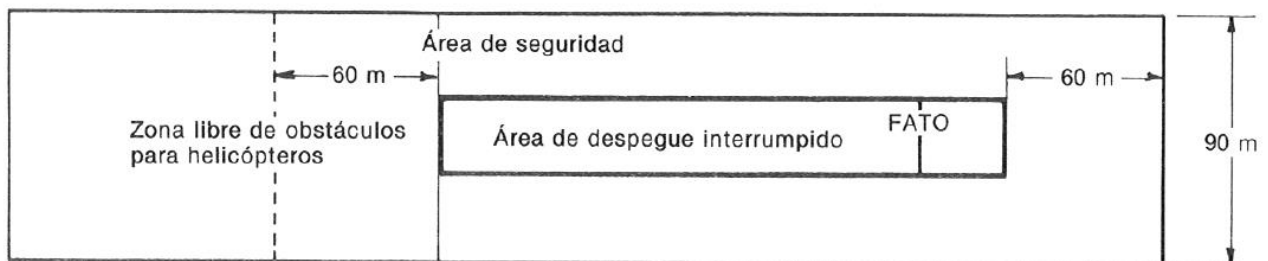 Área de seguridad
60 m
60 m
Zona libre de obstáculos
para helicópteros
Área de despegue interrumpido
FATO
90 m